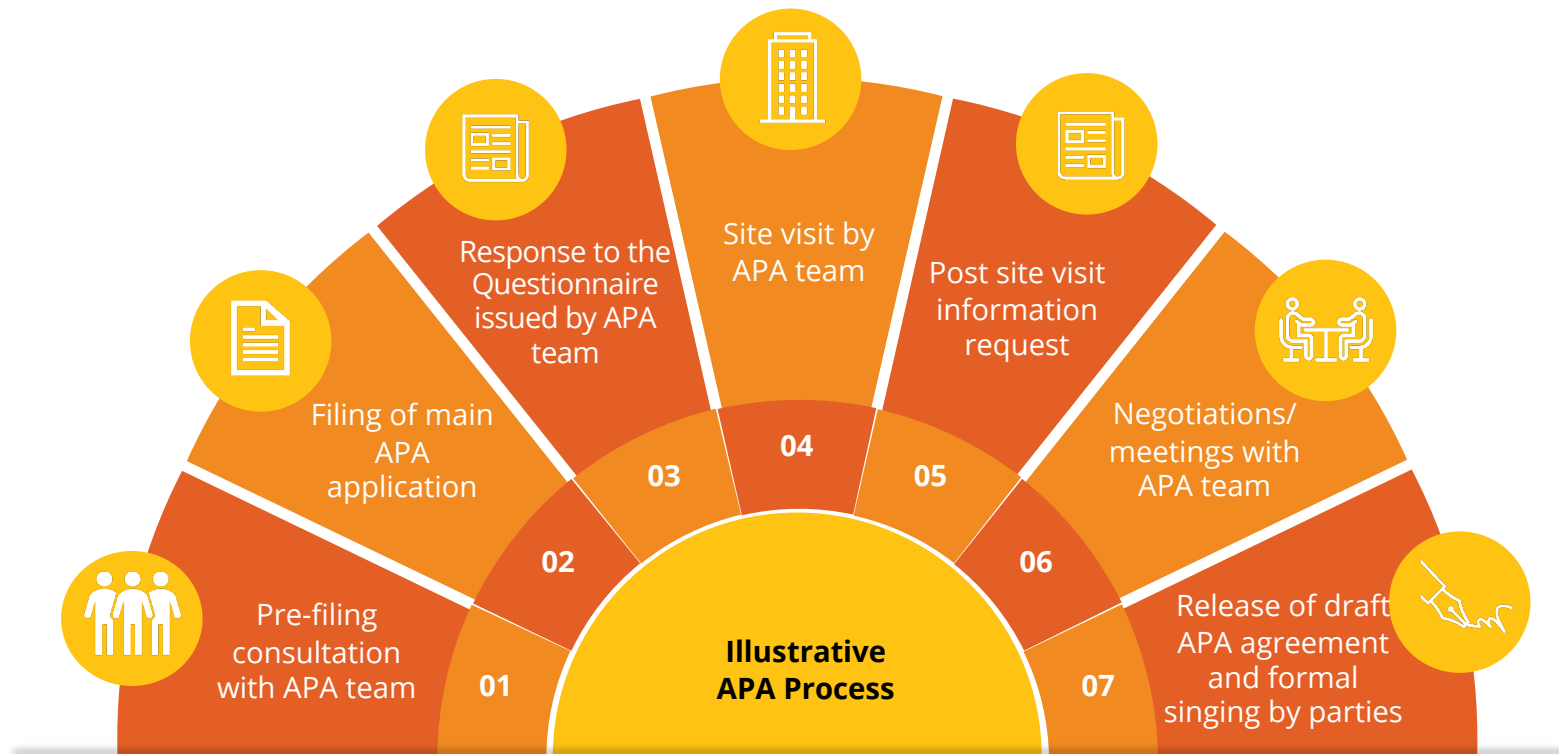 Pre-filing
consultation
with APA team
01
Filing of main
APA
application
02
Response to the
Questionnaire
issued by APA
team
03
Site visit by
APA team
04
Post site visit
information
request
05
Negotiations/
meetings with
APA team
06
Release of draft
APA agreement
and formal
singing by parties
07
Illustrative
APA Process